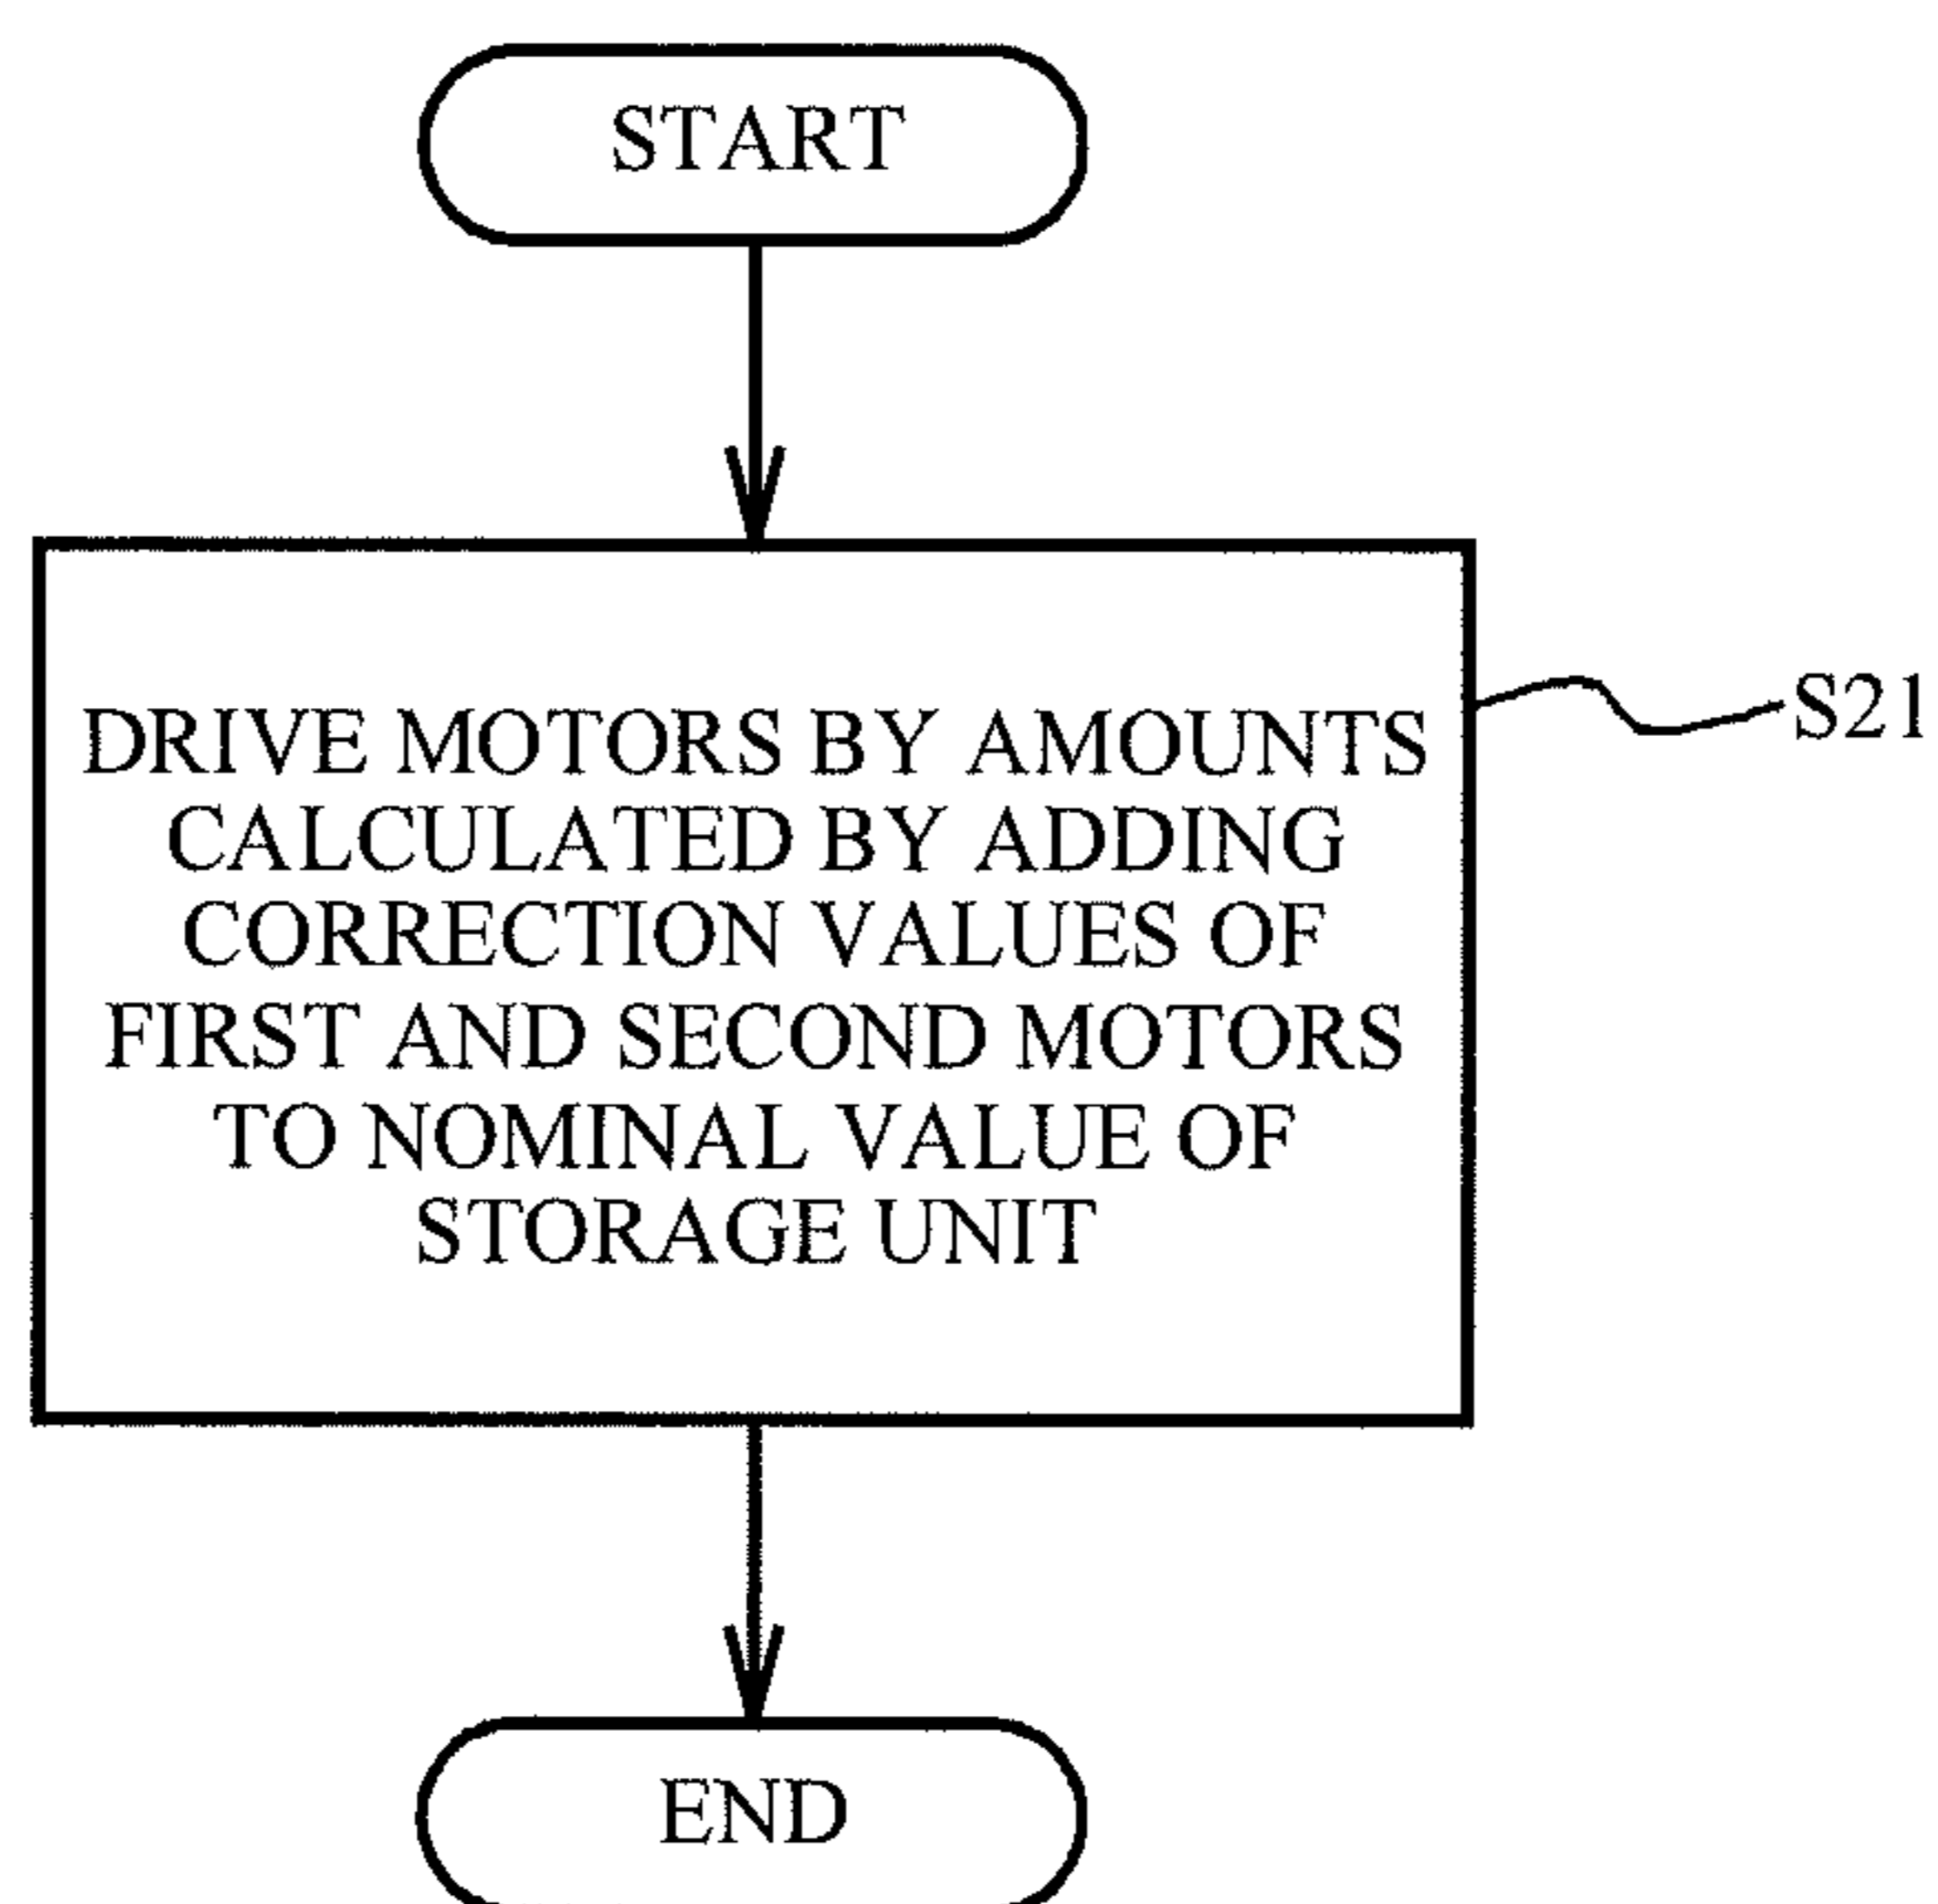 START
DRIVE MOTORS BY AMOUNTS
CALCULATED BY ADDING
CORRECTION VALUES OF
FIRST AND SECOND MOTORS
TO NOMINAL VALUE OF
STORAGE UNIT
S21
END